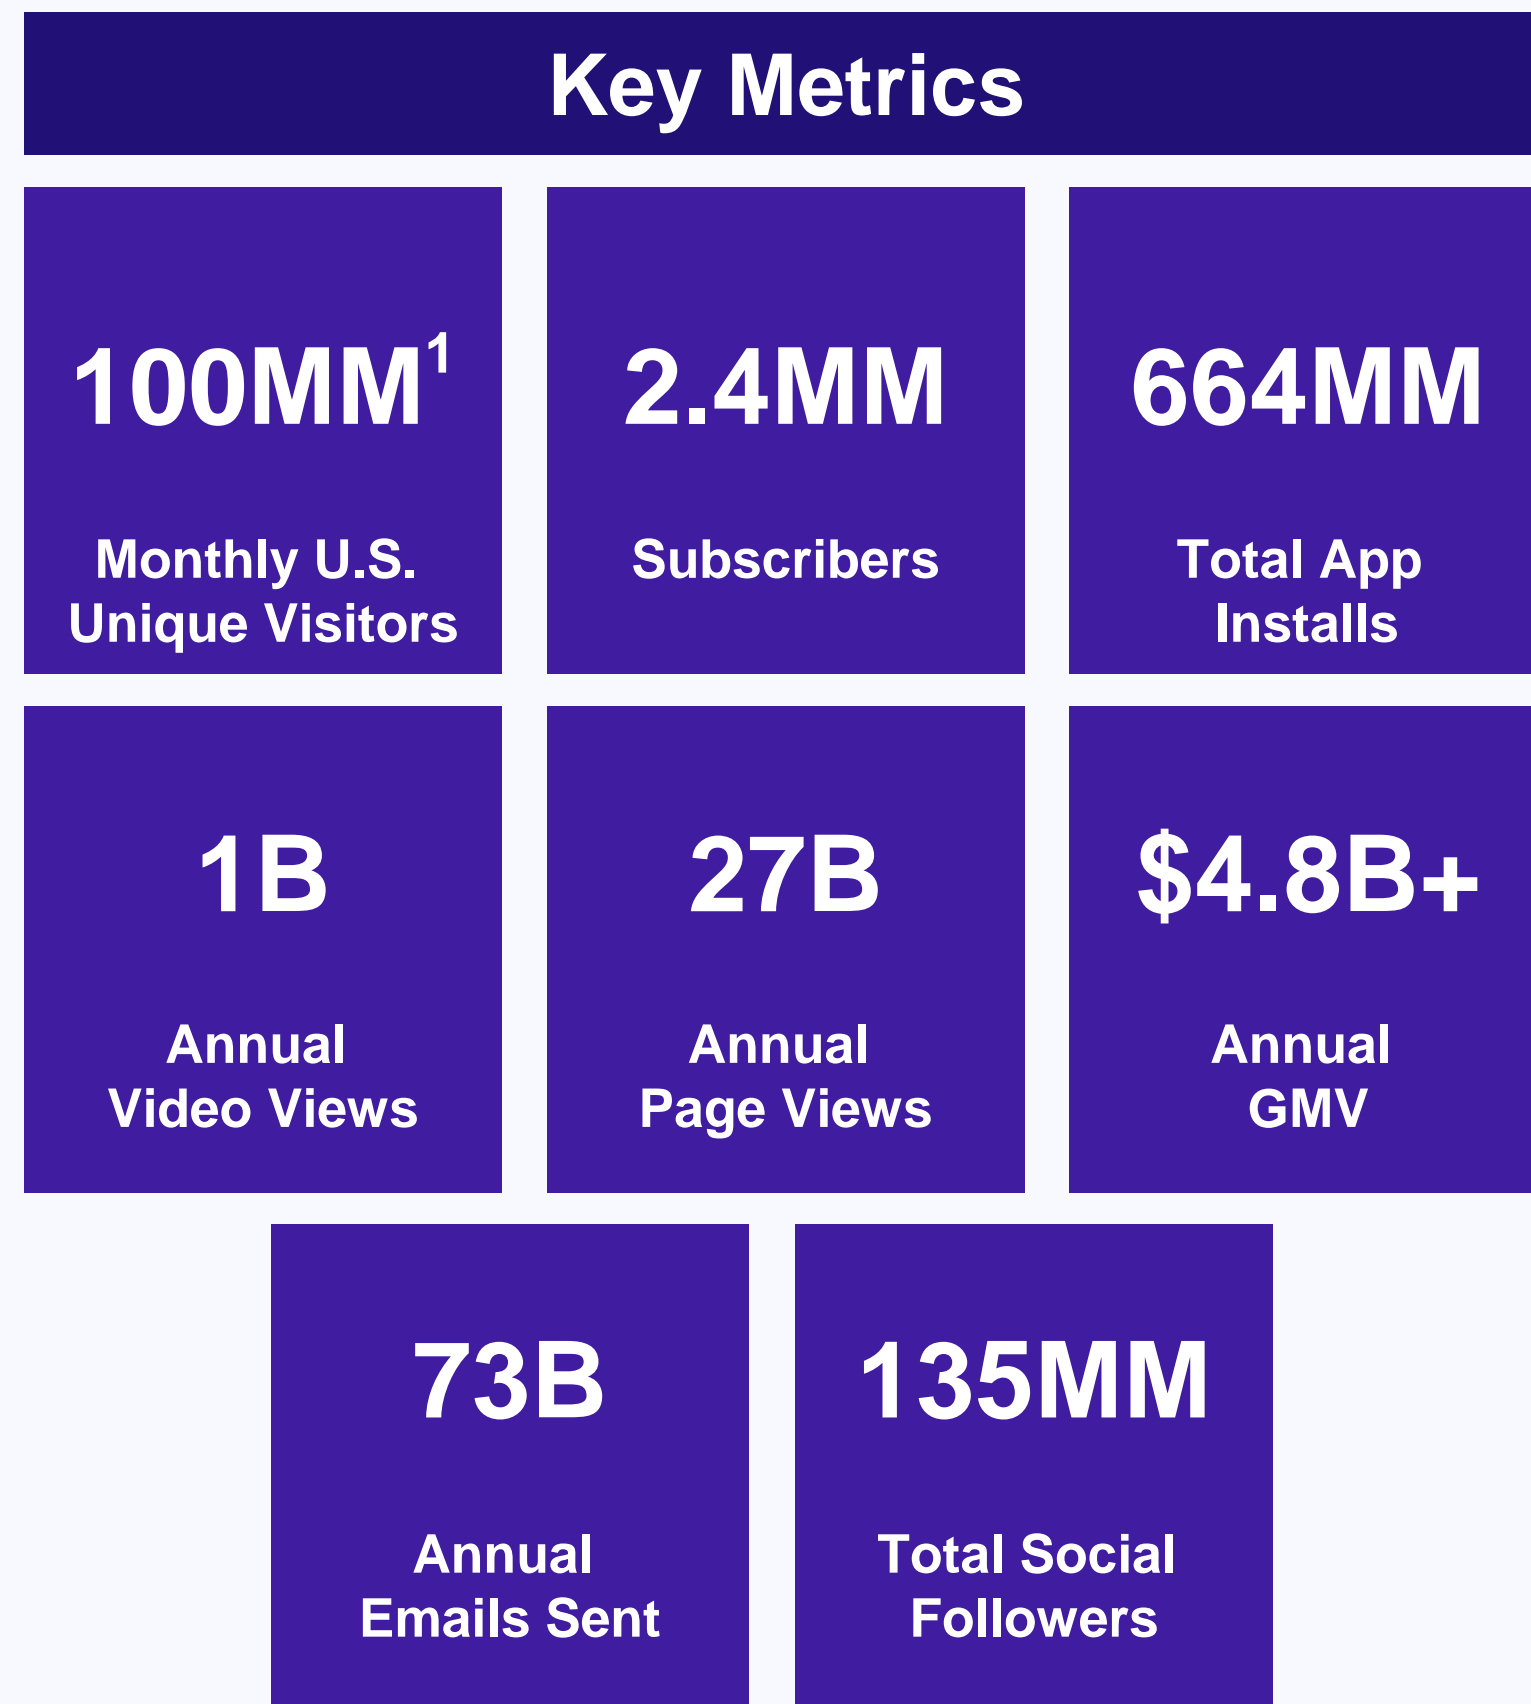 Key Metrics
100MM¹
Monthly U.S.
Unique Visitors
2.4MM
Subscribers
664MM
Total App
Installs
1B
Annual
Video Views
27B
Annual
Page Views
$4.8B+
Annual
GMV
73B
Annual
Emails Sent
135MM
Total Social
Followers